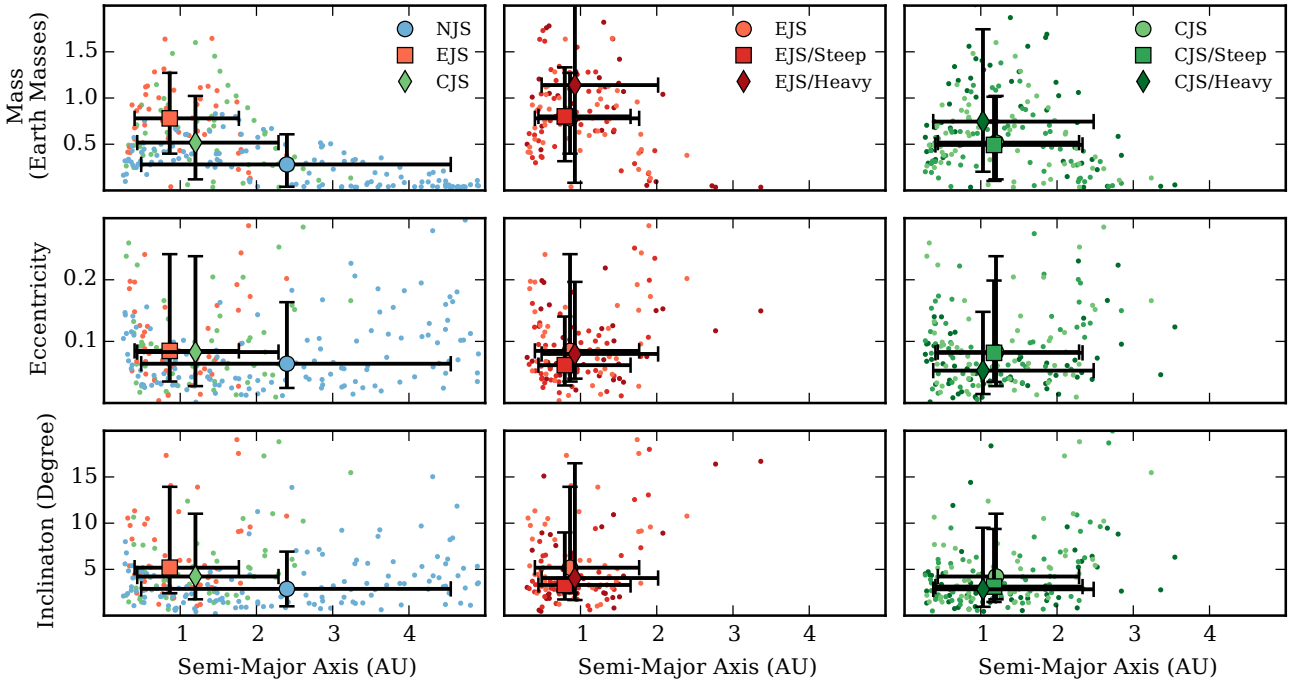 Mass
(Earth Masses)
1.5
1.0
0.5
NJS
EJS
CJS
EJS
EJS/Steep
EJS/Heavy
CJS
CJS/Steep
CJS/Heavy
Eccentricity
0.2
0.1
Inclinaton (Degree)
15
10
5
1 2 3 4
1 2 3 4
1 2 3 4
Semi-Major Axis (AU)
Semi-Major Axis (AU)
Semi-Major Axis (AU)